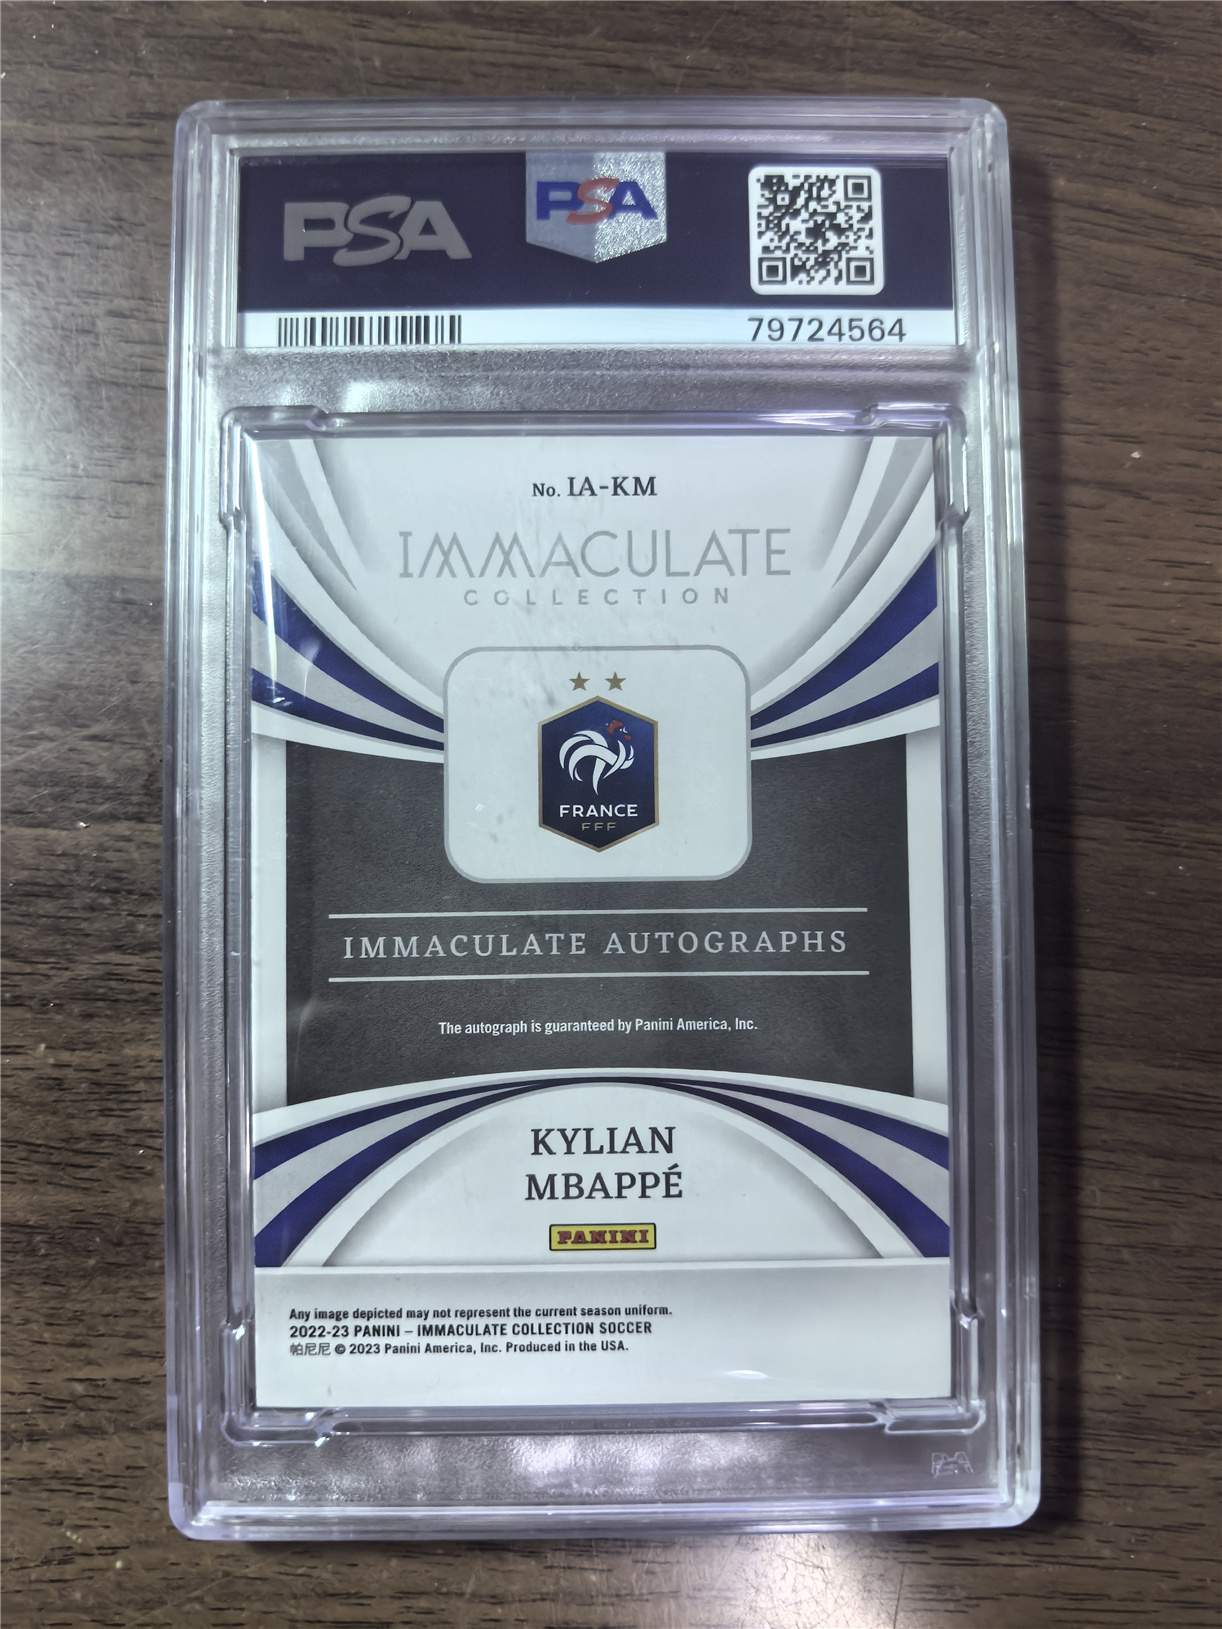 PSA
PSA
79724564
No. IA-KM
IMMACULATE
COLLECTION
FRANCE
FFF
IMMACULATE AUTOGRAPHS
The autograph is guaranteed by Panini America, Inc.
KYLIAN
MBAPPÉ
PANINI
Any image depicted may not represent the current season uniform.
2022-23 PANINI – IMMACULATE COLLECTION SOCCER
帕尼尼 © 2023 Panini America, Inc. Produced in the USA.
PSA